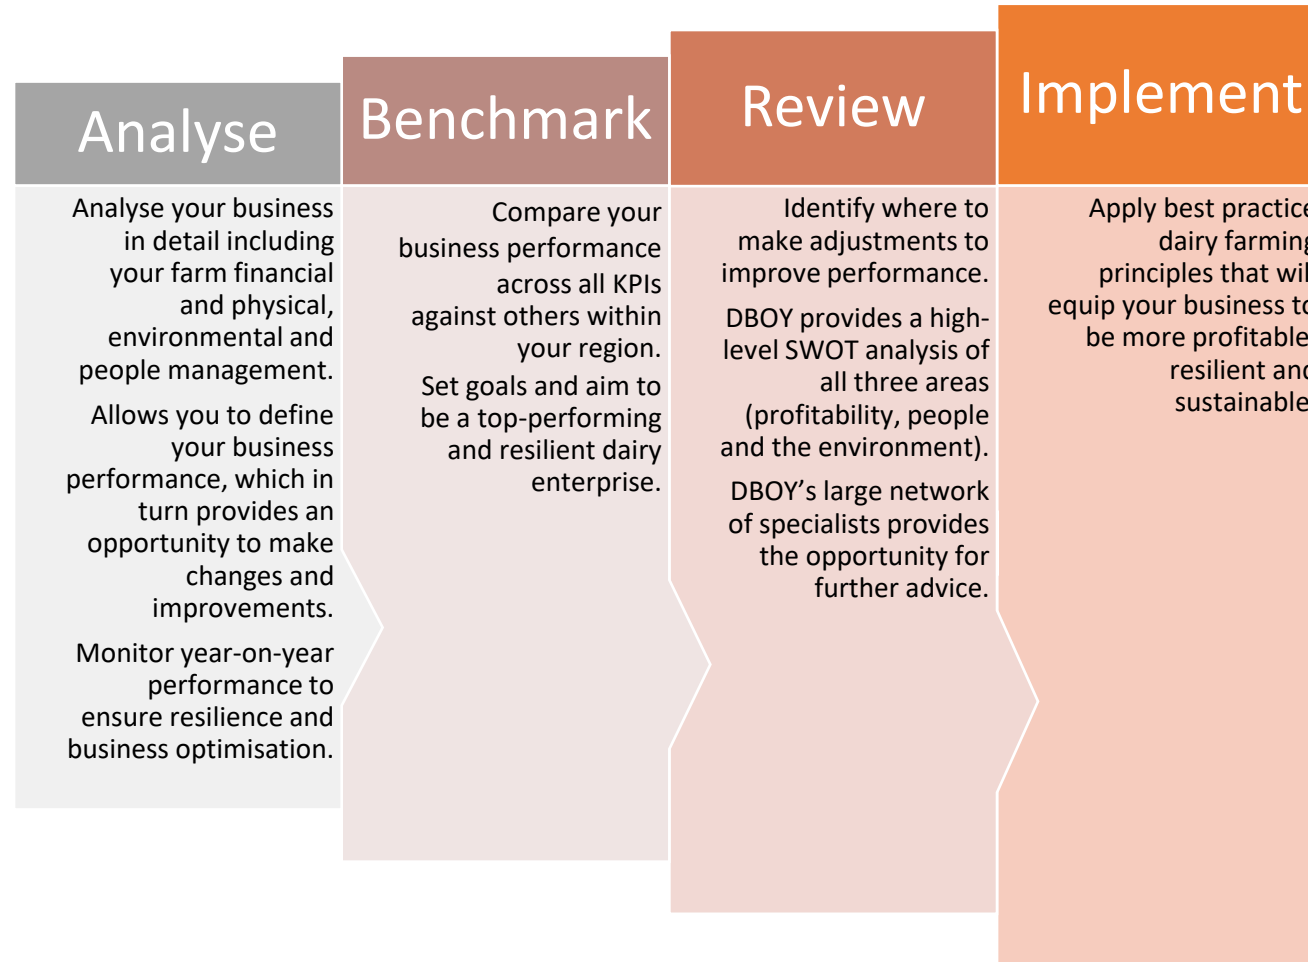 Analyse
Analyse your business
in detail including
your farm financial
and physical,
environmental and
people management.
Allows you to define
your business
performance, which in
turn provides an
opportunity to make
changes and
improvements.
Monitor year-on-year
performance to
ensure resilience and
business optimisation.
Benchmark
Compare your
business performance
across all KPIs
against others within
your region.
Set goals and aim to
be a top-performing
and resilient dairy
enterprise.
Review
Identify where to
make adjustments to
improve performance.
DBOY provides a high-
level SWOT analysis of
all three areas
(profitability, people
and the environment).
DBOY's large network
of specialists provides
the opportunity for
further advice.
Implement
Apply best practice
dairy farming
principles that will
equip your business to
be more profitable
resilient and
sustainable